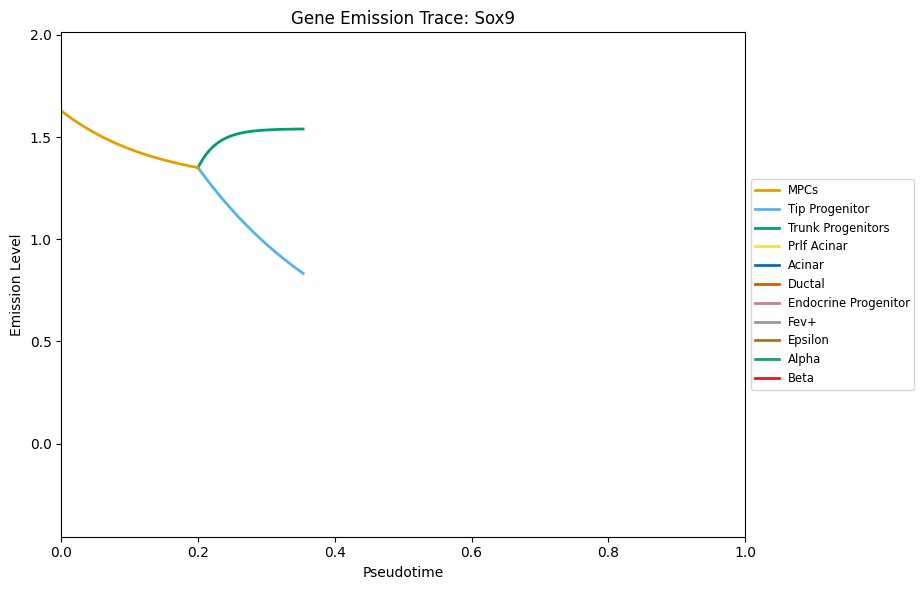 Gene Emission Trace: Sox9
2.0
1.5
1.0
0.5
0.0
Emission Level
0.0
0.2
0.4
0.6
0.8
1.0
Pseudotime
MPCs
Tip Progenitor
Trunk Progenitors
Prlf Acinar
Acinar
Ductal
Endocrine Progenitor
Fev+
Epsilon
Alpha
Beta